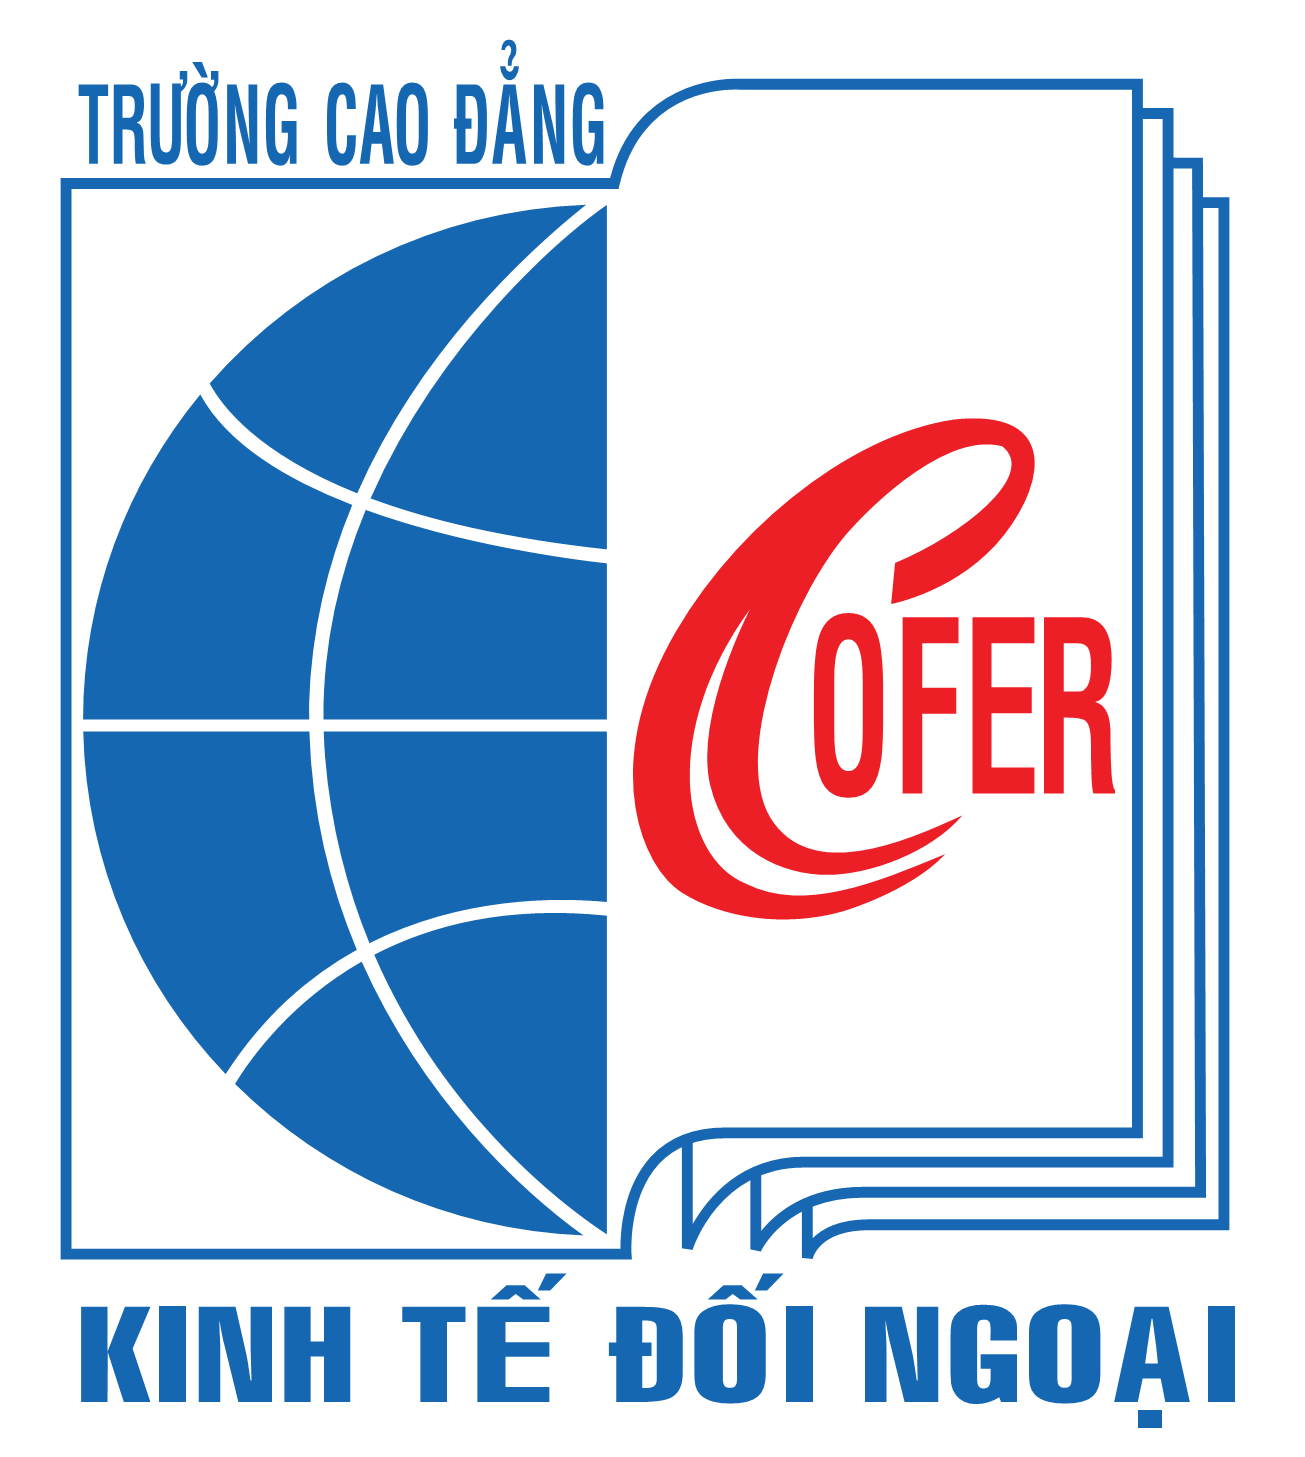 TRƯỜNG CAO ĐẲNG
COFER
KINH TẾ ĐỐI NGOẠI